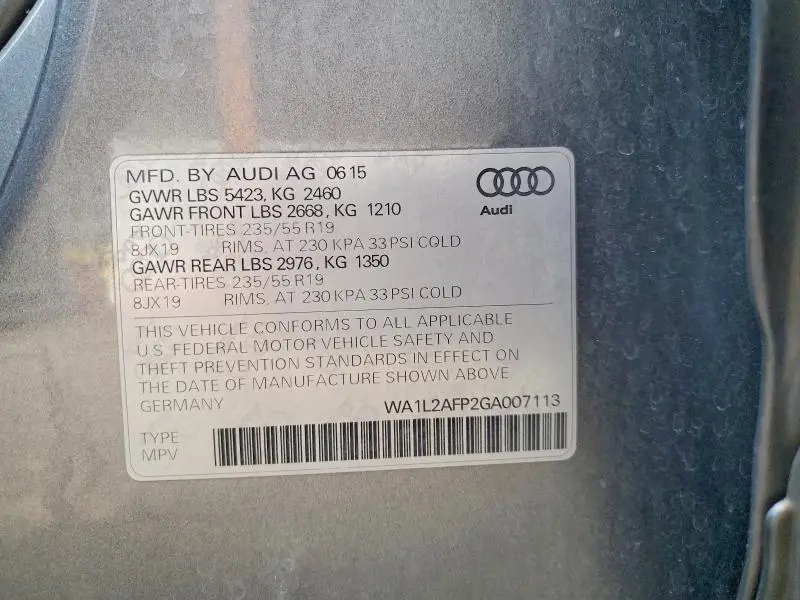 MFD. BY AUDI AG 0615
GVWR LBS 5423, KG 2460
GAWR FRONT LBS 2668, KG 1210
FRONT-TIRES 235/55 R19
8JX19 RIMS, AT 230 KPA 33 PSI COLD
GAWR REAR LBS 2976, KG 1350
REAR-TIRES 235/55 R19
8JX19 RIMS, AT 230 KPA 33 PSI COLD
Audi
THIS VEHICLE CONFORMS TO ALL APPLICABLE
U.S. FEDERAL MOTOR VEHICLE SAFETY AND
THEFT PREVENTION STANDARDS IN EFFECT ON
THE DATE OF MANUFACTURE SHOWN ABOVE
GERMANY WA1L2AFP2GA007113
TYPE
MPV